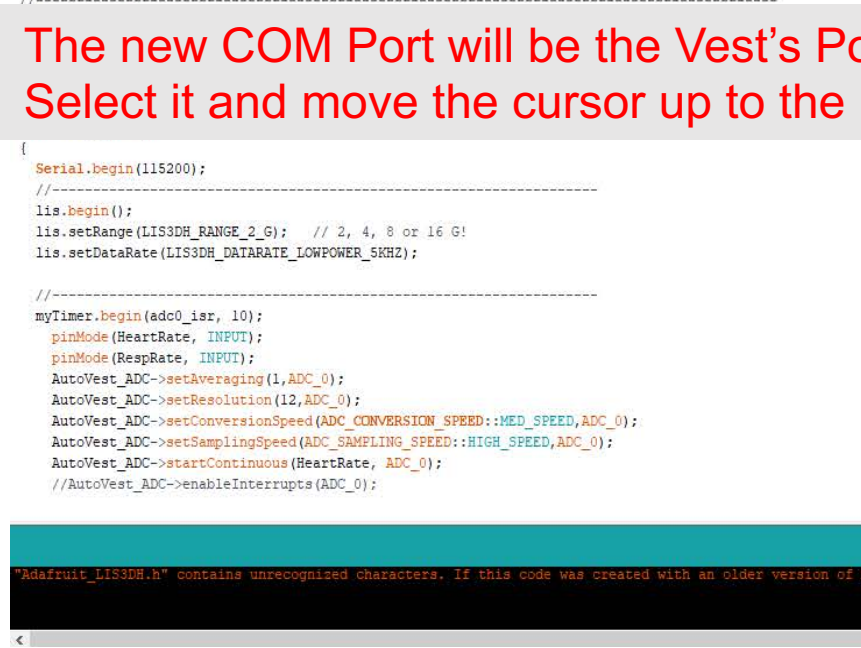 //------------------------------------------------------------------------------------------
The new COM Port will be the Vest's Po
Select it and move the cursor up to the
{
Serial.begin(115200);
//-------------------------------------------------------------------
lis.begin();
lis.setRange(LIS3DH_RANGE_2_G);   // 2, 4, 8 or 16 G!
lis.setDataRate(LIS3DH_DATARATE_LOWPOWER_5KHZ);
//-------------------------------------------------------------------
myTimer.begin(adc0_isr, 10);
pinMode(HeartRate, INPUT);
pinMode(RespRate, INPUT);
AutoVest_ADC->setAveraging(1,ADC_0);
AutoVest_ADC->setResolution(12,ADC_0);
AutoVest_ADC->setConversionSpeed(ADC_CONVERSION_SPEED::MED_SPEED,ADC_0);
AutoVest_ADC->setSamplingSpeed(ADC_SAMPLING_SPEED::HIGH_SPEED,ADC_0);
AutoVest_ADC->startContinuous(HeartRate, ADC_0);
//AutoVest_ADC->enableInterrupts(ADC_0);
"Adafruit_LIS3DH.h" contains unrecognized characters. If this code was created with an older version of